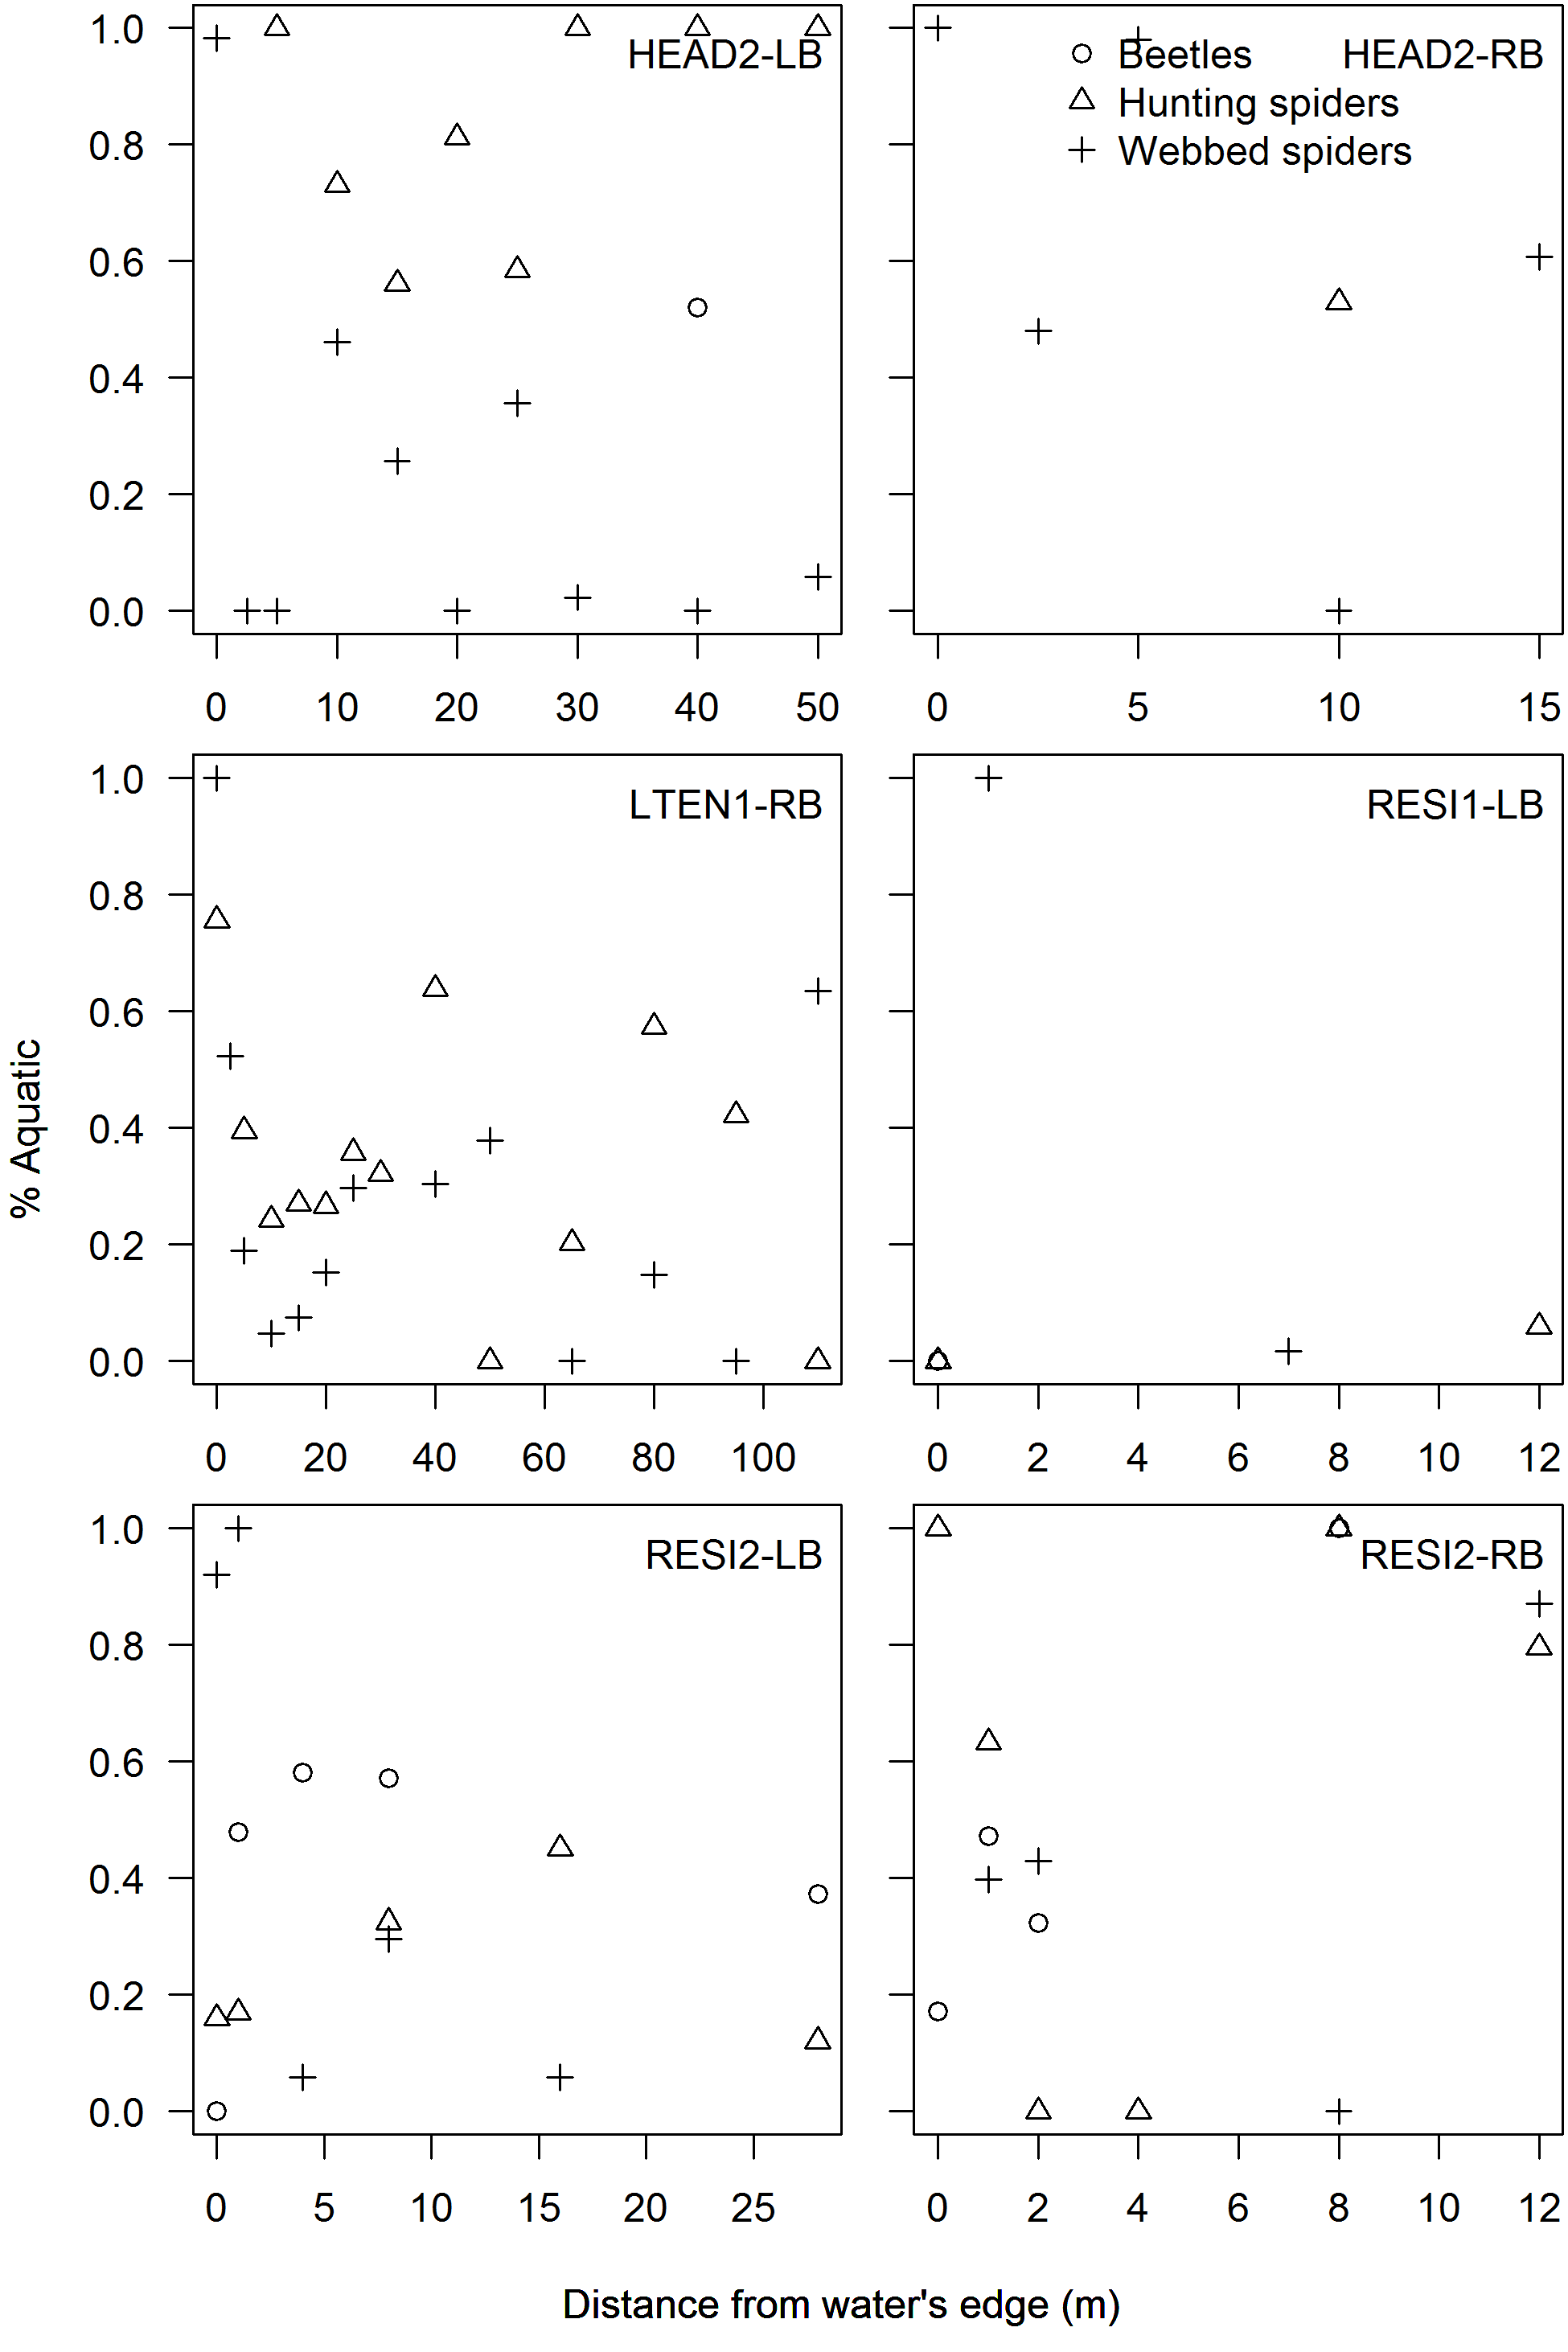 1.0
0.8
0.6
0.4
0.2
0.0
HEAD2-LB
0 10 20 30 40 50
HEAD2-RB
Beetles
Hunting spiders
Webbed spiders
0 5 10 15
1.0
0.8
0.6
0.4
0.2
0.0
LTEN1-RB
0 20 40 60 80 100
RESI1-LB
0 2 4 6 8 10 12
% Aquatic
1.0
0.8
0.6
0.4
0.2
0.0
RESI2-LB
0 5 10 15 20 25
RESI2-RB
0 2 4 6 8 10 12
Distance from water's edge (m)